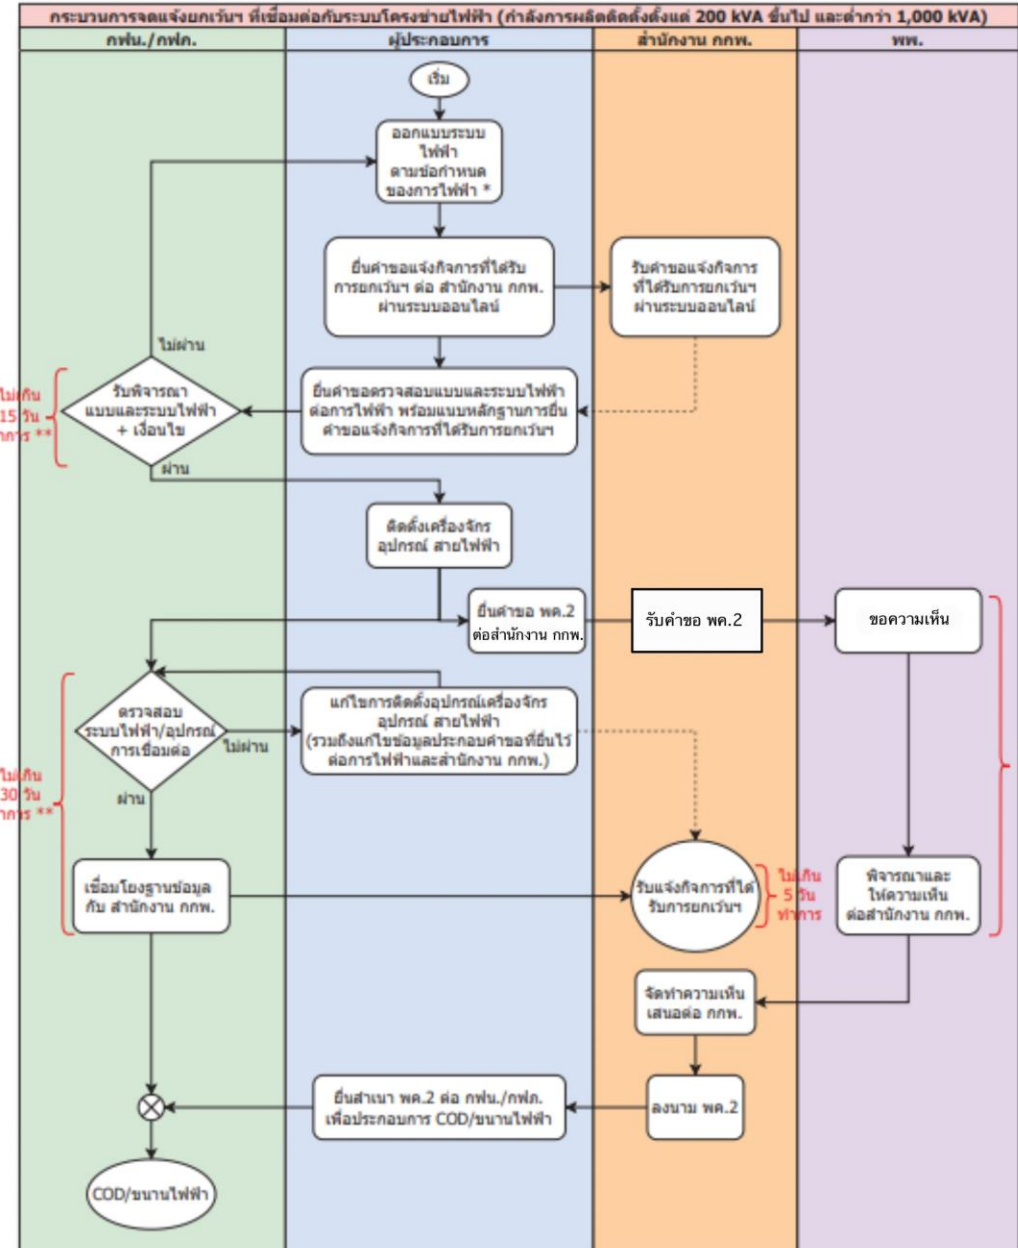 กระบวนการจดแจ้งยกเว้นฯ ที่เชื่อมต่อกับระบบโครงข่ายไฟฟ้า (กำลังการผลิตติดตั้งตั้งแต่ 200 kVA ขึ้นไป และต่ำกว่า 1,000 kVA)
กฟน./กฟภ.
ผู้ประกอบการ
สำนักงาน กกพ.
พพ.
เริ่ม
ออกแบบระบบ
ไฟฟ้า
ตามข้อกำหนด
ของการไฟฟ้า *
ยื่นคำขอแจ้งกิจการที่ได้รับ
การยกเว้นฯ ต่อ สำนักงาน กกพ.
ผ่านระบบออนไลน์
รับคำขอแจ้งกิจการ
ที่ได้รับการยกเว้นฯ
ผ่านระบบออนไลน์
ไม่ผ่าน
ไม่เกิน
15 วัน
ทำการ **
รับพิจารณา
แบบและระบบไฟฟ้า
+ เงื่อนไข
ยื่นคำขอตรวจสอบแบบและระบบไฟฟ้า
ต่อการไฟฟ้า พร้อมแนบหลักฐานการยื่น
คำขอแจ้งกิจการที่ได้รับการยกเว้นฯ
ผ่าน
ติดตั้งเครื่องจักร
อุปกรณ์ สายไฟฟ้า
ยื่นคำขอ พค.2
ต่อสำนักงาน กกพ.
รับคำขอ พค.2
ขอความเห็น
ตรวจสอบ
ระบบไฟฟ้า/อุปกรณ์
การเชื่อมต่อ
ไม่ผ่าน
แก้ไขการติดตั้งอุปกรณ์เครื่องจักร
อุปกรณ์ สายไฟฟ้า
(รวมถึงแก้ไขข้อมูลประกอบคำขอที่ยื่นไว้
ต่อการไฟฟ้าและสำนักงาน กกพ.)
ไม่เกิน
30 วัน
ทำการ **
ผ่าน
เชื่อมโยงฐานข้อมูล
กับ สำนักงาน กกพ.
รับแจ้งกิจการที่ได้
รับการยกเว้นฯ
ไม่เกิน
5 วัน
ทำการ
พิจารณาและ
ให้ความเห็น
ต่อสำนักงาน กกพ.
จัดทำความเห็น
เสนอต่อ กกพ.
ยื่นสำเนา พค.2 ต่อ กฟน./กฟภ.
เพื่อประกอบการ COD/ขนานไฟฟ้า
ลงนาม พค.2
COD/ขนานไฟฟ้า